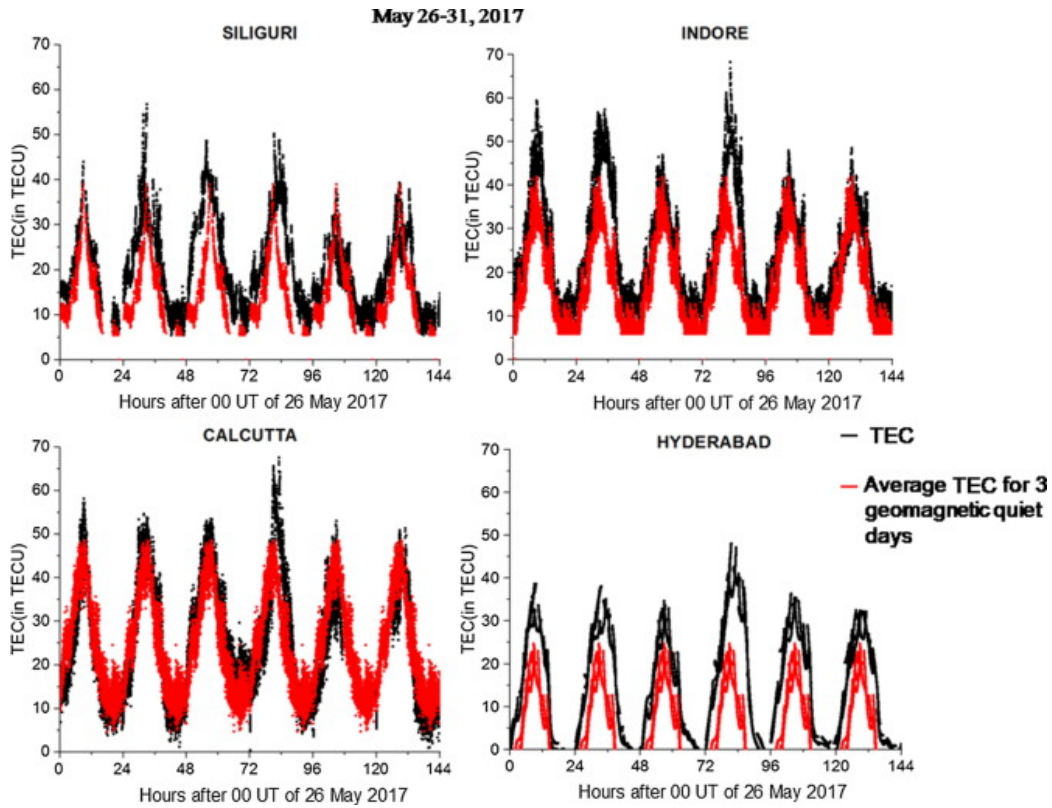 May 26-31, 2017
SILIGURI
70
60
50
40
30
20
10
0
TEC(in TECU)
0 24 48 72 96 120 144
Hours after 00 UT of 26 May 2017
INDORE
70
60
50
40
30
20
10
0
TEC(in TECU)
0 24 48 72 96 120 144
Hours after 00 UT of 26 May 2017
CALCUTTA
70
60
50
40
30
20
10
0
TEC(in TECU)
0 24 48 72 96 120 144
Hours after 00 UT of 26 May 2017
HYDERABAD
70
60
50
40
30
20
10
0
TEC(in TECU)
0 24 48 72 96 120 144
Hours after 00 UT of 26 May 2017
TEC
Average TEC for 3
geomagnetic quiet
days